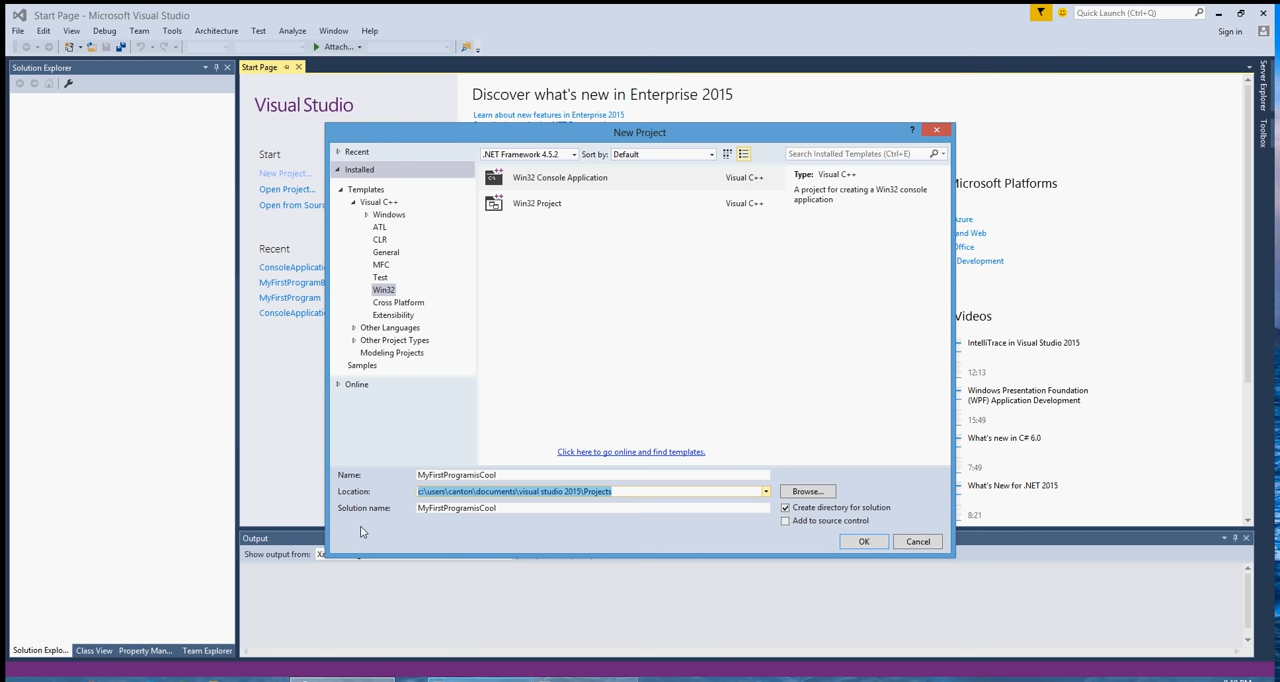 Start Page - Microsoft Visual Studio
Quick Launch (Ctrl+Q)
File Edit View Debug Team Tools Architecture Test Analyze Window Help
Sign in
Attach...
Solution Explorer
Start Page
Server Explorer
Toolbox
Visual Studio
Discover what's new in Enterprise 2015
Learn about new features in Enterprise 2015
Start
New Project...
Open Project...
Open from Sour
Recent
ConsoleApplicati
MyFirstProgramB
MyFirstProgram
ConsoleApplicati
New Project
?
Recent
Installed
Templates
Visual C++
Windows
ATL
CLR
General
MFC
Test
Win32
Cross Platform
Extensibility
Other Languages
Other Project Types
Modeling Projects
Samples
Online
.NET Framework 4.5.2
Sort by: Default
Search Installed Templates (Ctrl+E)
Win32 Console Application Visual C++
Win32 Project Visual C++
Type: Visual C++
A project for creating a Win32 console
application
Click here to go online and find templates.
Name: MyFirstProgramisCool
Location: c:\users\canton\documents\visual studio 2015\Projects
Browse...
Solution name: MyFirstProgramisCool
Create directory for solution
Add to source control
OK Cancel
Microsoft Platforms
Azure
and Web
Office
Development
Videos
IntelliTrace in Visual Studio 2015
12:13
Windows Presentation Foundation
(WPF) Application Development
15:49
What's new in C# 6.0
7:49
What's New for .NET 2015
8:21
Output
Show output from: Xa
Solution Explo... Class View Property Man... Team Explorer